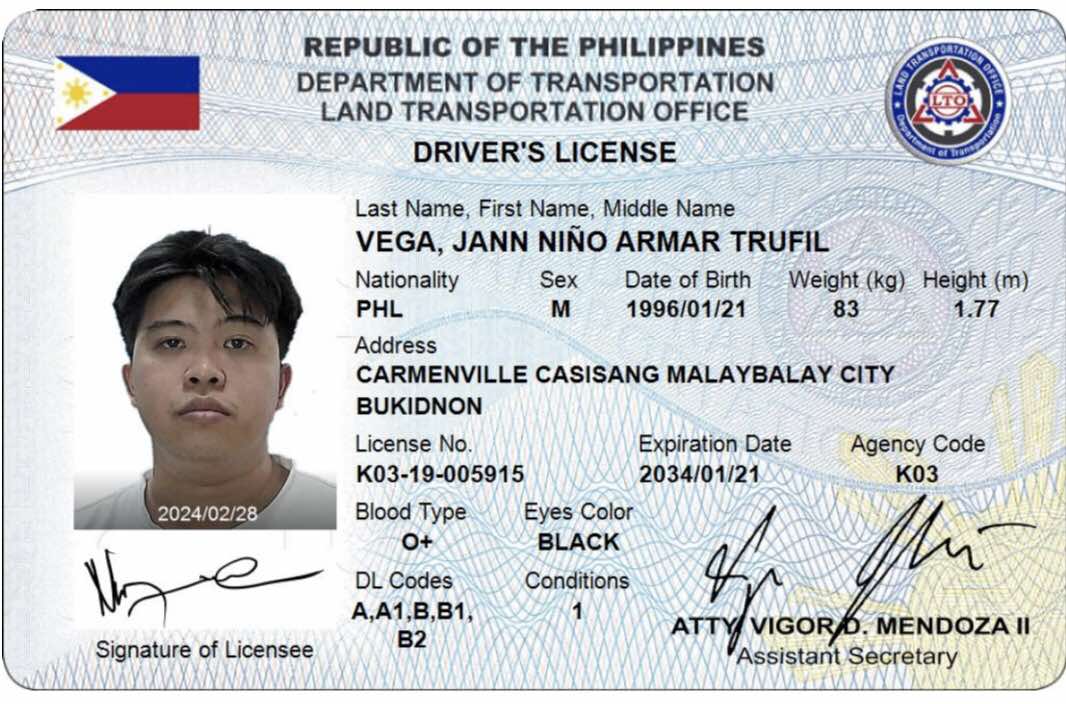 REPUBLIC OF THE PHILIPPINES
DEPARTMENT OF TRANSPORTATION
LAND TRANSPORTATION OFFICE
DRIVER'S LICENSE
LAND TRANSPORTATION OFFICE
LTO
Department of Transportation
Last Name, First Name, Middle Name
VEGA, JANN NIÑO ARMAR TRUFIL
Nationality Sex Date of Birth Weight (kg) Height (m)
PHL M 1996/01/21 83 1.77
Address
CARMENVILLE CASISANG MALAYBALAY CITY
BUKIDNON
License No. Expiration Date Agency Code
K03-19-005915 2034/01/21 K03
2024/02/28
Blood Type Eyes Color
O+ BLACK
DL Codes Conditions
A,A1,B,B1, 1
B2
Signature of Licensee
ATTY VIGOR D. MENDOZA II
Assistant Secretary